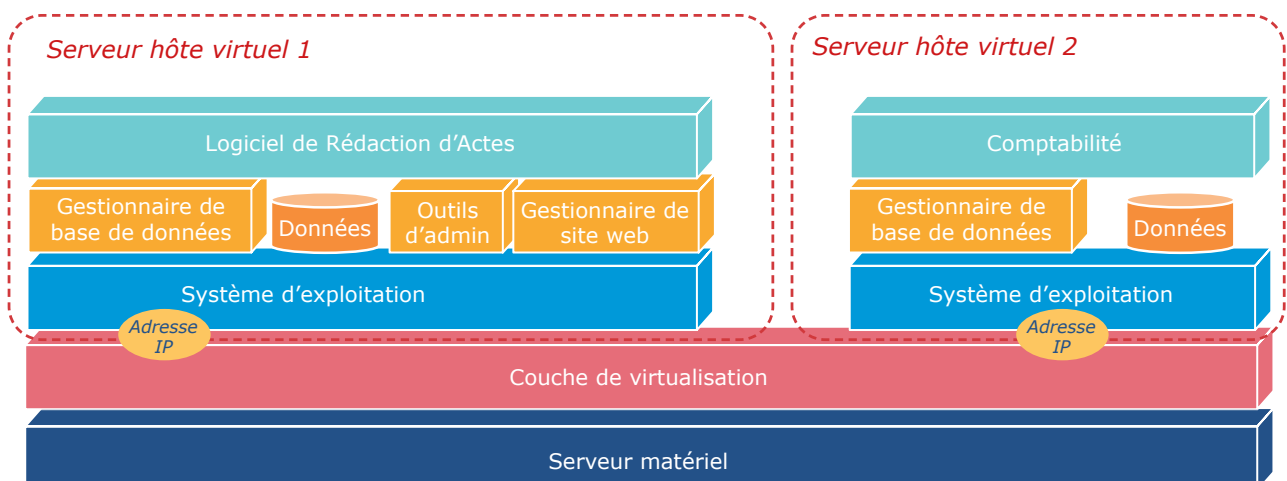 Serveur hôte virtuel 1
Serveur hôte virtuel 2
Logiciel de Rédaction d’Actes
Comptabilité
Gestionnaire de
base de données
Données
Outils
d’admin
Gestionnaire de
site web
Gestionnaire de
base de données
Données
Système d’exploitation
Système d’exploitation
Adresse
IP
Adresse
IP
Couche de virtualisation
Serveur matériel